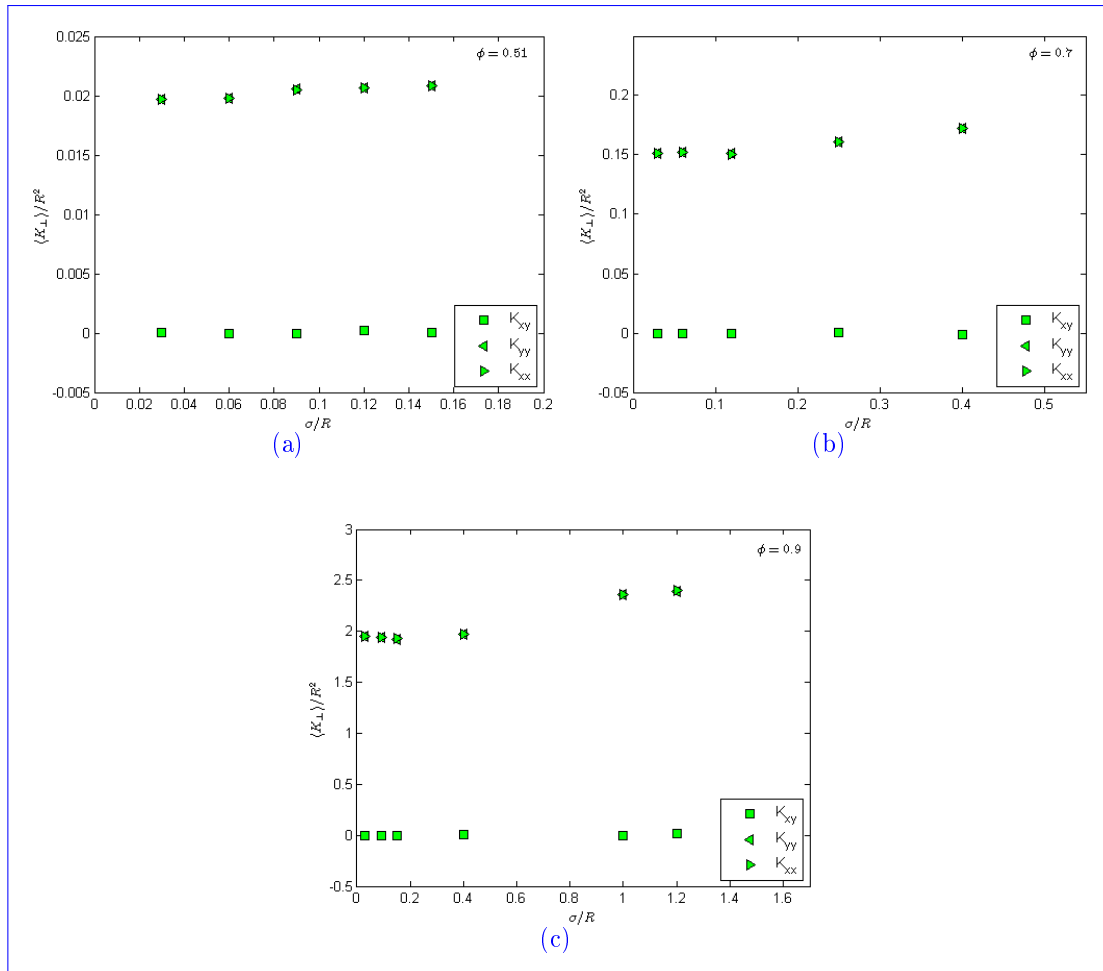 0.025
0.02
0.015
0.01
0.005
0
-0.005
⟨K⊥⟩/R²
ϕ = 0.51
K_xy
K_yy
K_xx
0 0.02 0.04 0.06 0.08 0.1 0.12 0.14 0.16 0.18 0.2
σ/R
(a)
0.2
0.15
0.1
0.05
0
-0.05
⟨K⊥⟩/R²
ϕ = 0.7
K_xy
K_yy
K_xx
0 0.1 0.2 0.3 0.4 0.5
σ/R
(b)
3
2.5
2
1.5
1
0.5
0
-0.5
⟨K⊥⟩/R²
ϕ = 0.9
K_xy
K_yy
K_xx
0 0.2 0.4 0.6 0.8 1 1.2 1.4 1.6
σ/R
(c)